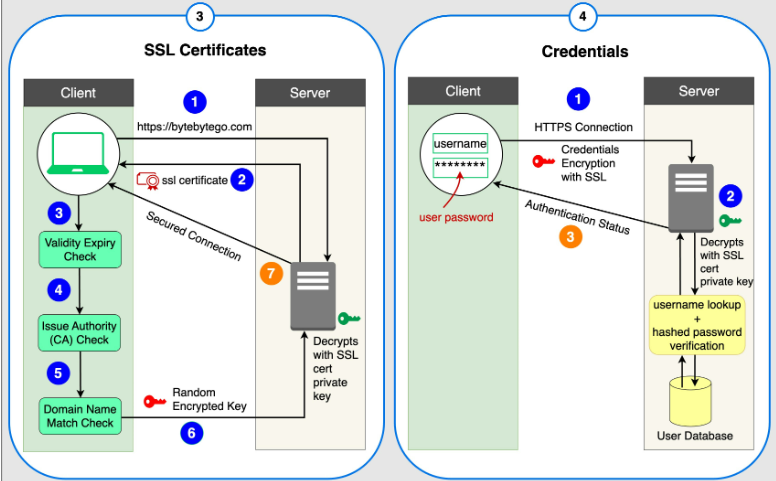 3
SSL Certificates
Client
Server
1
https://bytebytego.com
ssl certificate 2
Secured Connection
3
Validity Expiry
Check
7
4
Issue Authority
(CA) Check
Decrypts
with SSL
cert
private
key
5
Domain Name
Match Check
Random
Encrypted Key
6
4
Credentials
Client
Server
1
HTTPS Connection
username
********
Credentials
Encryption
with SSL
user password
2
Authentication Status
3
Decrypts
with SSL
cert
private key
username lookup
+
hashed password
verification
User Database